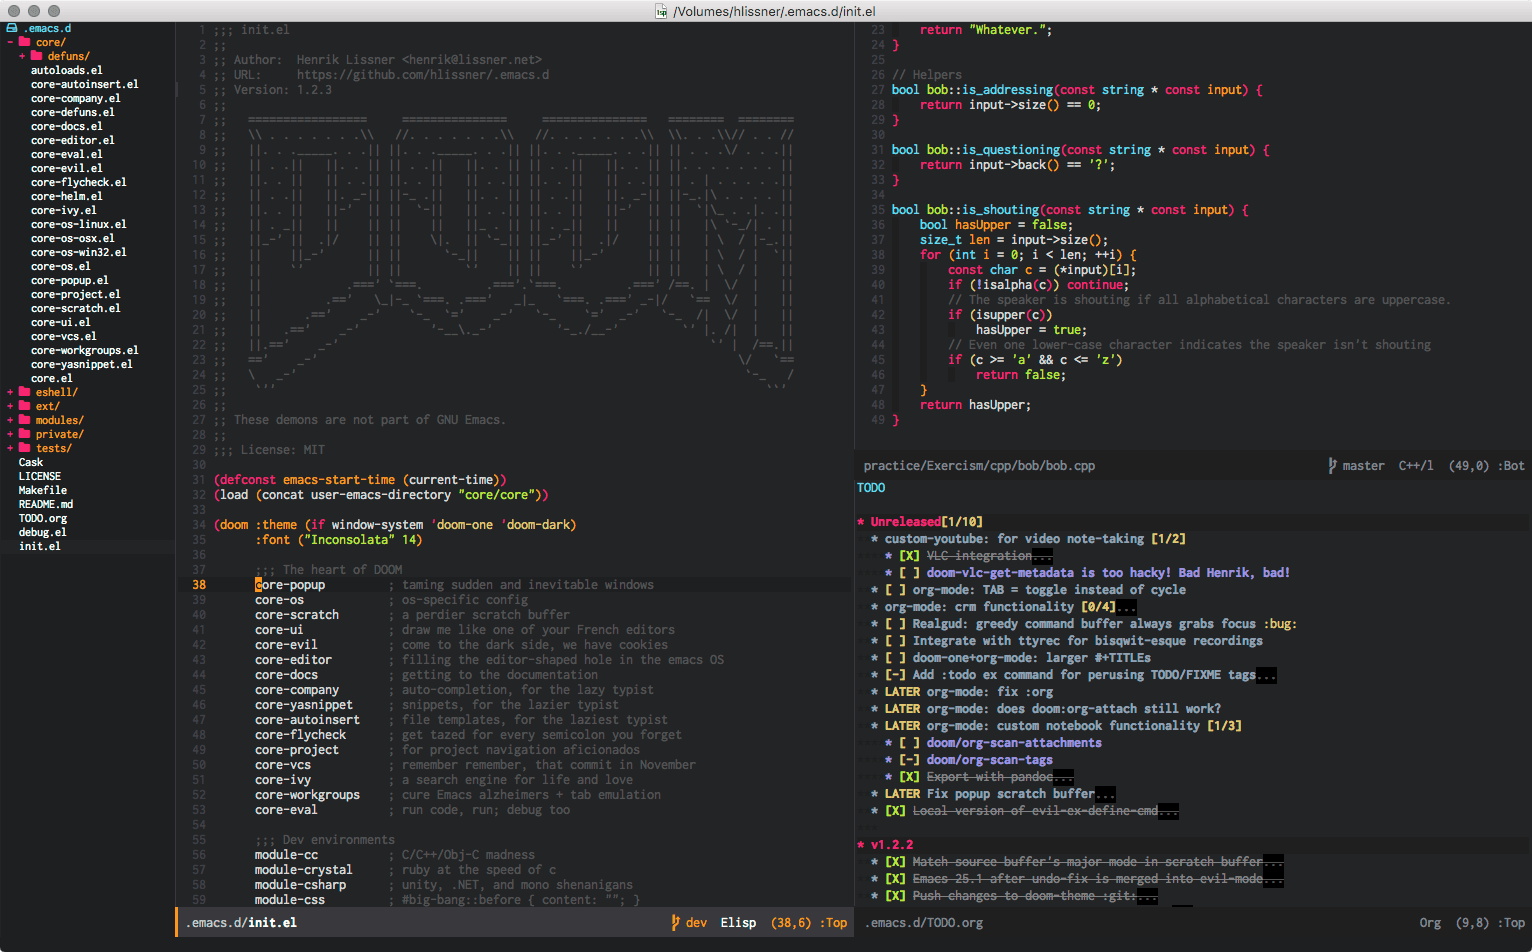 /Volumes/hlissner/.emacs.d/init.el
.emacs.d
- core/
+ defuns/
autoloads.el
core-autoinsert.el
core-company.el
core-defuns.el
core-docs.el
core-editor.el
core-eval.el
core-evil.el
core-flycheck.el
core-helm.el
core-ivy.el
core-os-linux.el
core-os-osx.el
core-os-win32.el
core-os.el
core-popup.el
core-project.el
core-scratch.el
core-ui.el
core-vcs.el
core-workgroups.el
core-yasnippet.el
core.el
+ eshell/
+ ext/
+ modules/
+ private/
+ tests/
Cask
LICENSE
Makefile
README.md
TODO.org
debug.el
init.el
1 ;;; init.el
2 ;;
3 ;; Author:  Henrik Lissner <henrik@lissner.net>
4 ;; URL:     https://github.com/hlissner/.emacs.d
5 ;; Version: 1.2.3
6 ;;
7 ;;
8 ;;
9 ;;
10 ;;
11 ;;
12 ;;
13 ;;
14 ;;
15 ;;
16 ;;
17 ;;
18 ;;
19 ;;
20 ;;
21 ;;
22 ;;
23 ;;
24 ;;
25 ;;
26 ;;
27 ;; These demons are not part of GNU Emacs.
28 ;;
29 ;;; License: MIT
30
31 (defconst emacs-start-time (current-time))
32 (load (concat user-emacs-directory "core/core"))
33
34 (doom :theme (if window-system 'doom-one 'doom-dark)
35       :font ("Inconsolata" 14)
36
37       ;;; The heart of DOOM
38       core-popup         ; taming sudden and inevitable windows
39       core-os            ; os-specific config
40       core-scratch       ; a perdier scratch buffer
41       core-ui            ; draw me like one of your French editors
42       core-evil          ; come to the dark side, we have cookies
43       core-editor        ; filling the editor-shaped hole in the emacs OS
44       core-docs          ; getting to the documentation
45       core-company       ; auto-completion, for the lazy typist
46       core-yasnippet     ; snippets, for the lazier typist
47       core-autoinsert    ; file templates, for the laziest typist
48       core-flycheck      ; get tazed for every semicolon you forget
49       core-project       ; for project navigation aficionados
50       core-vcs           ; remember remember, that commit in November
51       core-ivy           ; a search engine for life and love
52       core-workgroups    ; cure Emacs alzheimers + tab emulation
53       core-eval          ; run code, run; debug too
54
55       ;;; Dev environments
56       module-cc          ; C/C++/Obj-C madness
57       module-crystal     ; ruby at the speed of c
58       module-csharp      ; unity, .NET, and mono shenanigans
59       module-css         ; #big-bang::before { content: ""; }
.emacs.d/init.el dev Elisp (38,6) :Top
23     return "Whatever.";
24 }
25
26 // Helpers
27 bool bob::is_addressing(const string * const input) {
28     return input->size() == 0;
29 }
30
31 bool bob::is_questioning(const string * const input) {
32     return input->back() == '?';
33 }
34
35 bool bob::is_shouting(const string * const input) {
36     bool hasUpper = false;
37     size_t len = input->size();
38     for (int i = 0; i < len; ++i) {
39         const char c = (*input)[i];
40         if (!isalpha(c)) continue;
41         // The speaker is shouting if all alphabetical characters are uppercase.
42         if (isupper(c))
43             hasUpper = true;
44         // Even one lower-case character indicates the speaker isn't shouting
45         if (c >= 'a' && c <= 'z')
46             return false;
47     }
48     return hasUpper;
49 }
practice/Exercism/cpp/bob/bob.cpp master C++/l (49,0) :Bot
TODO
* Unreleased[1/10]
* custom-youtube: for video note-taking [1/2]
* [X] VLC integration...
* [ ] doom-vlc-get-metadata is too hacky! Bad Henrik, bad!
* [ ] org-mode: TAB = toggle instead of cycle
* org-mode: crm functionality [0/4]...
* [ ] Realgud: greedy command buffer always grabs focus :bug:
* [ ] Integrate with ttyrec for bisqwit-esque recordings
* [ ] doom-one+org-mode: larger #+TITLEs
* [-] Add :todo ex command for perusing TODO/FIXME tags...
* LATER org-mode: fix :org
* LATER org-mode: does doom:org-attach still work?
* LATER org-mode: custom notebook functionality [1/3]
* [ ] doom/org-scan-attachments
* [-] doom/org-scan-tags
* [X] Export with pandoc...
* LATER Fix popup scratch buffer...
* [X] Local version of evil-ex-define-cmd...
* v1.2.2
* [X] Match source buffer's major mode in scratch buffer...
* [X] Emacs 25.1 after undo-fix is merged into evil-mode...
* [X] Push changes to doom-theme :git:...
.emacs.d/TODO.org Org (9,8) :Top